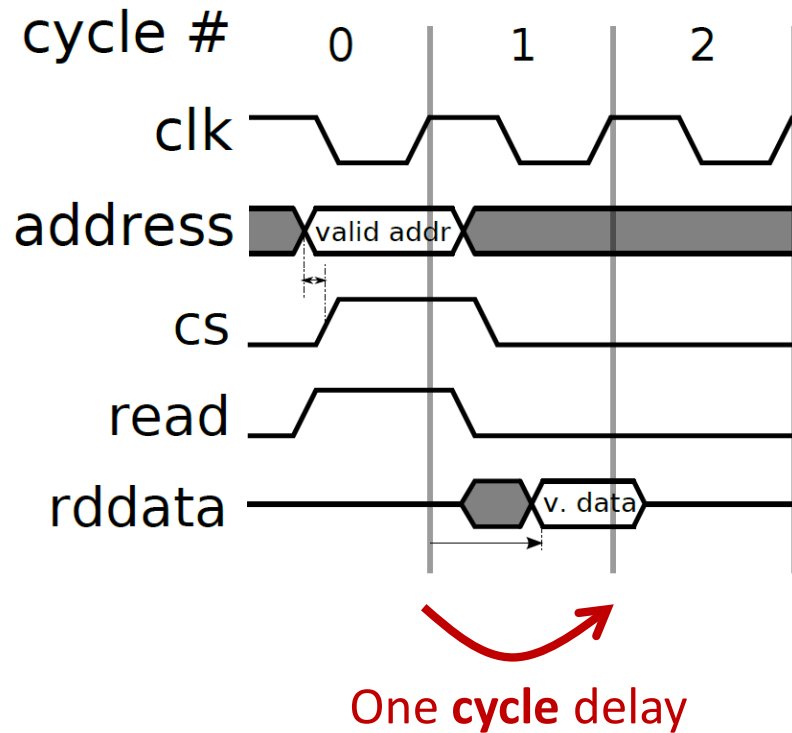 cycle # 0 1 2
clk
address valid addr
cs
read
rddata v. data
One cycle delay